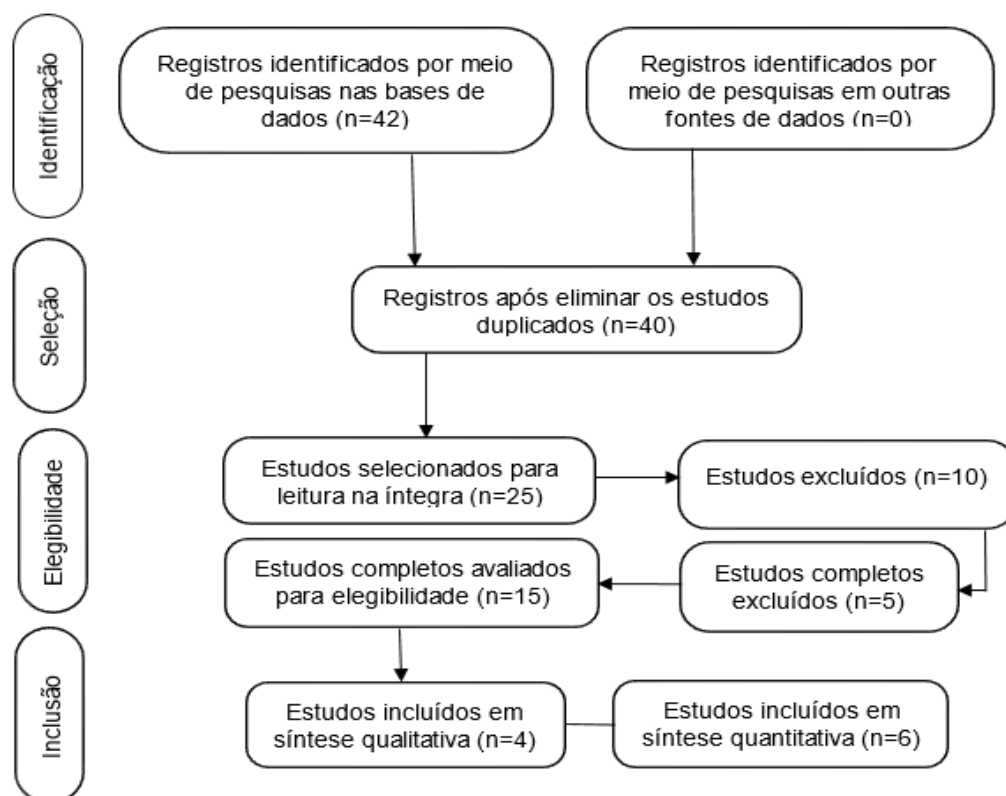 Identificação
Registros identificados por meio
de pesquisas nas bases de
dados (n=42)
Registros identificados por
meio de pesquisas em outras
fontes de dados (n=0)
Seleção
Registros após eliminar os estudos
duplicados (n=40)
Elegibilidade
Estudos selecionados para
leitura na íntegra (n=25)
Estudos excluídos (n=10)
Estudos completos avaliados
para elegibilidade (n=15)
Estudos completos
excluídos (n=5)
Inclusão
Estudos incluídos em
síntese qualitativa (n=4)
Estudos incluídos em
síntese quantitativa (n=6)